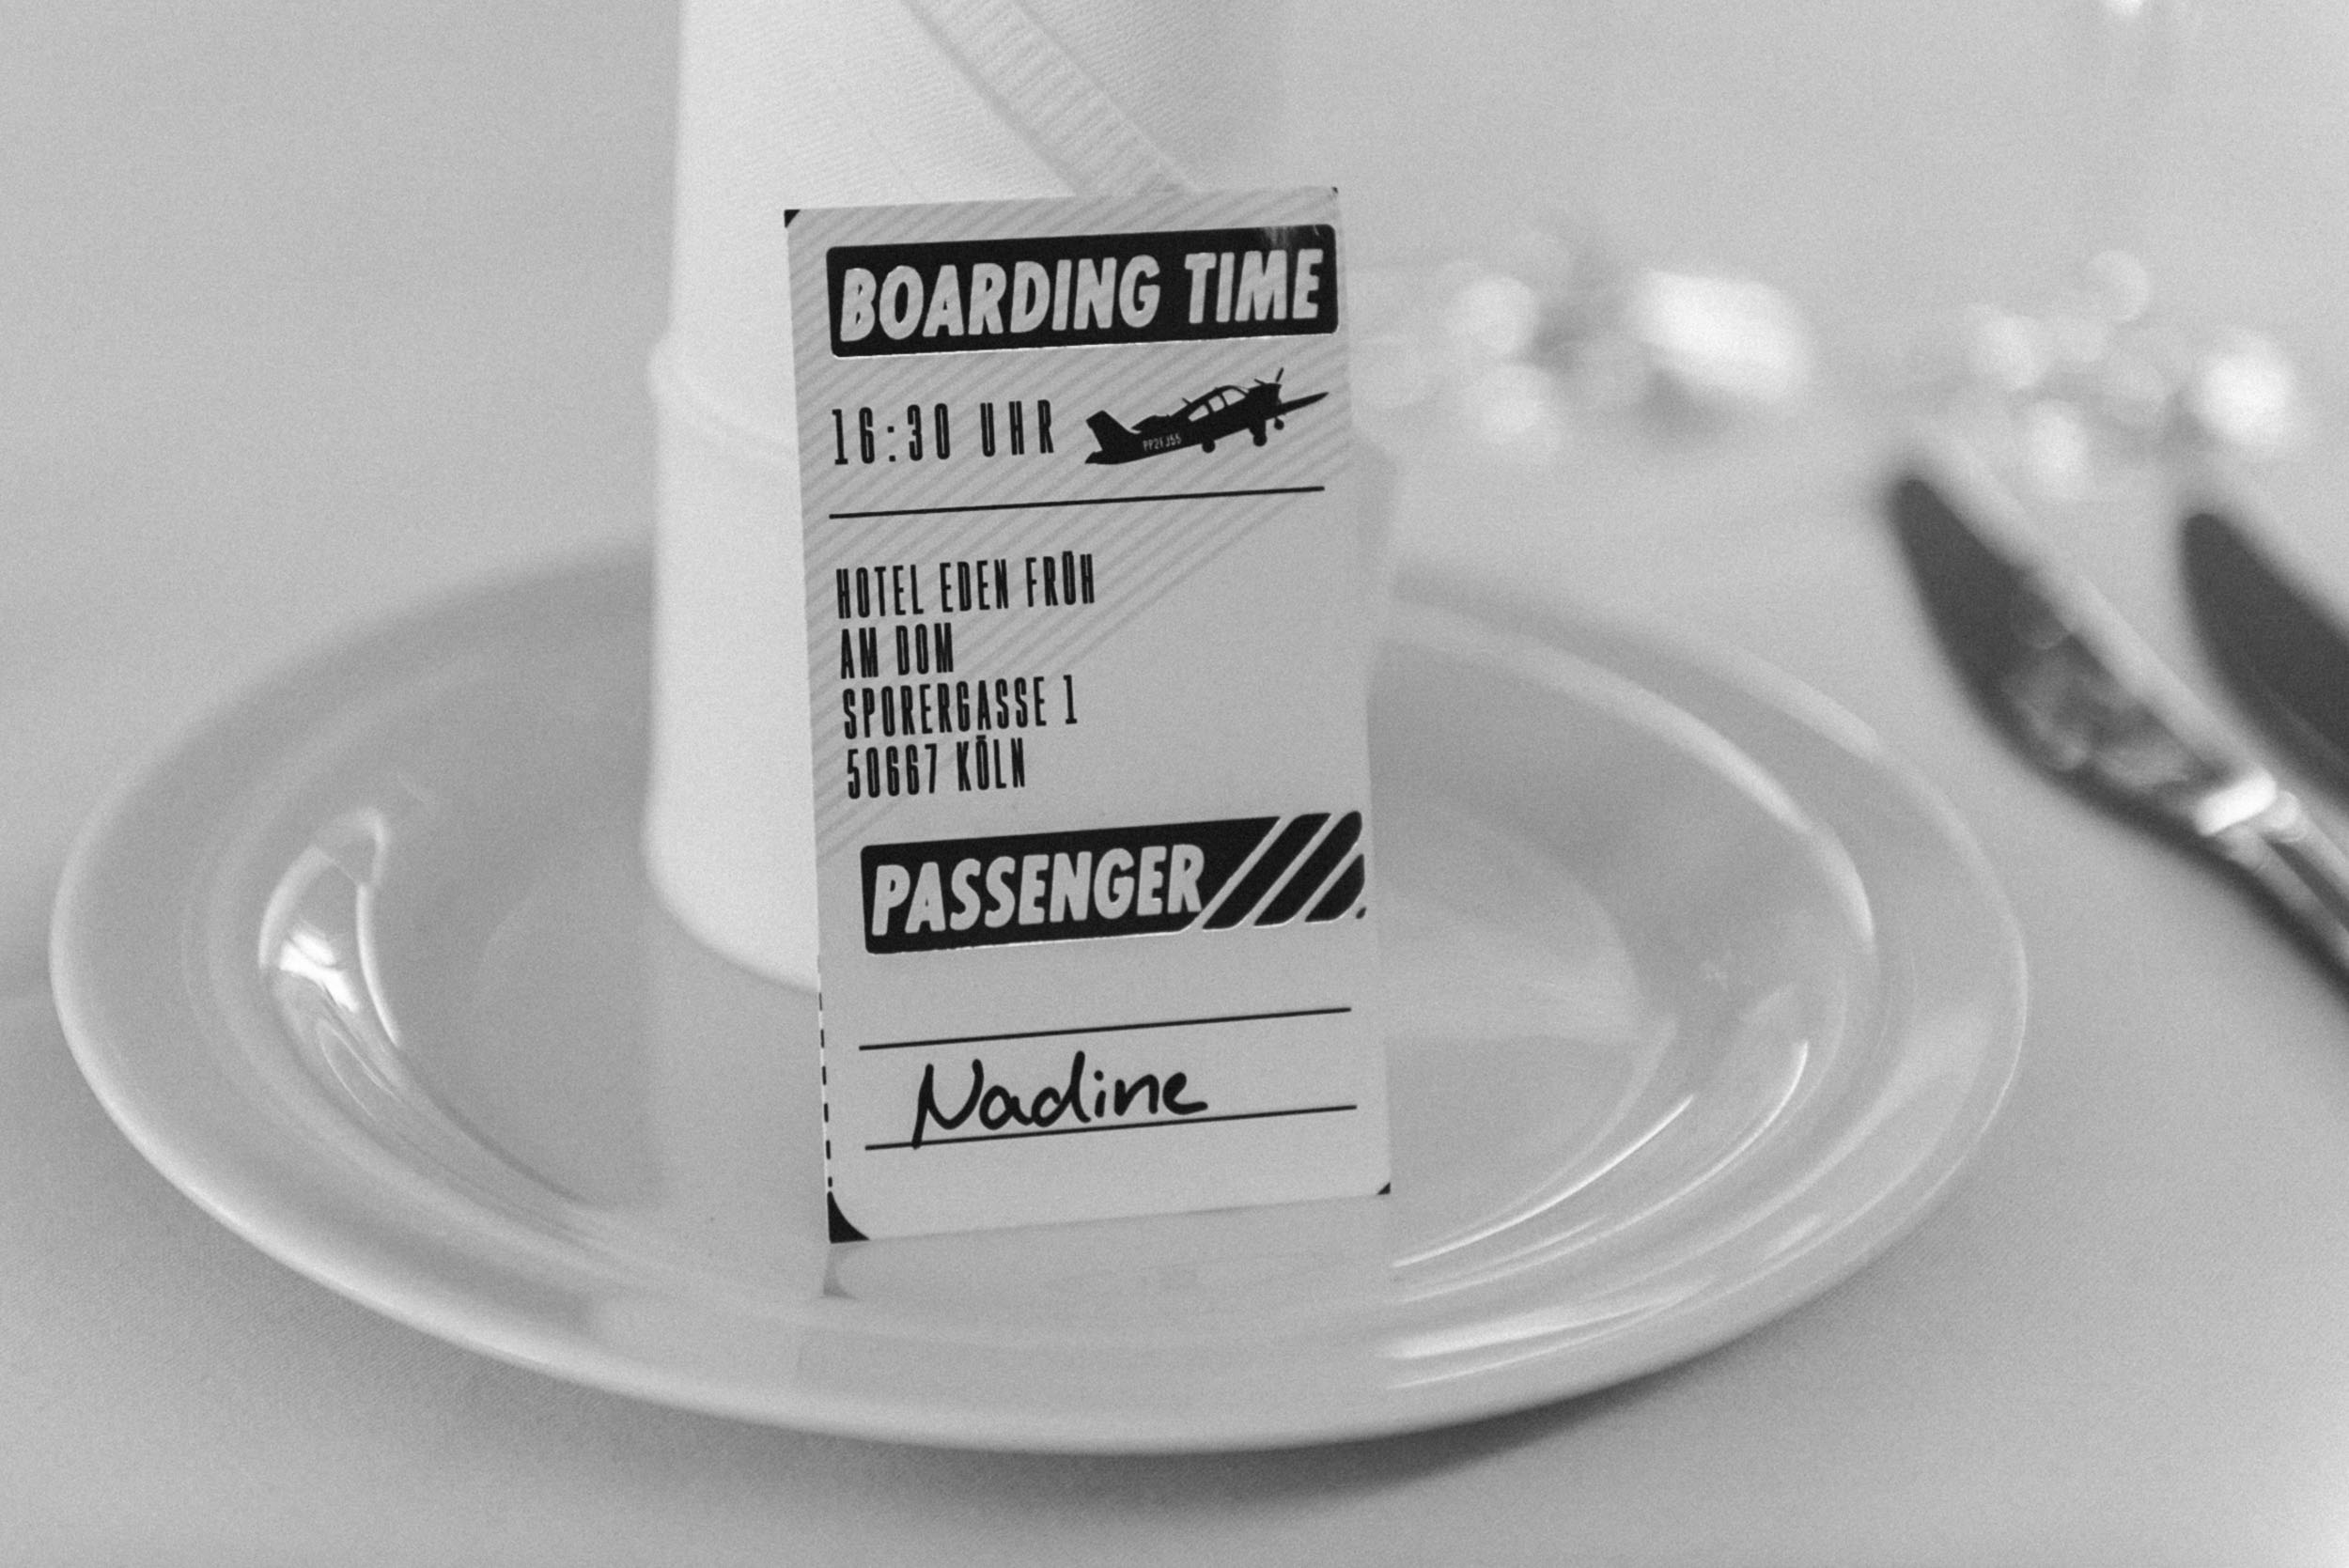 BOARDING TIME
16:30 UHR
HOTEL EDEN FRÜH
AM DOM
SPORERGASSE 1
50667 KÖLN
PASSENGER
Nadine